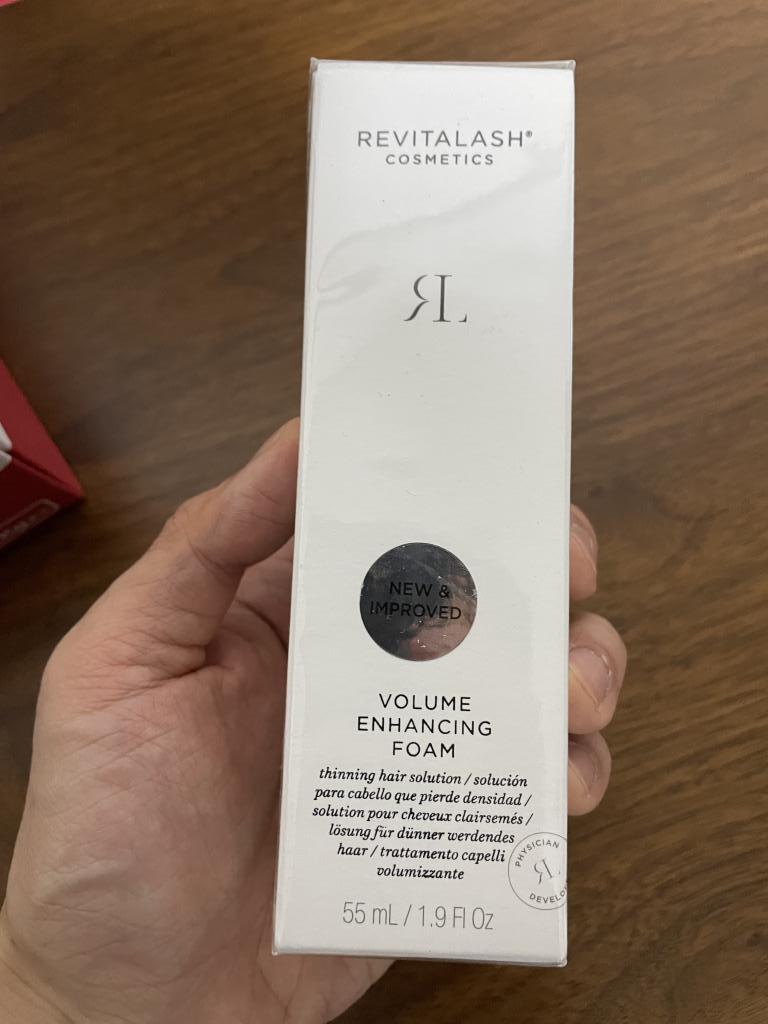 REVITALASH®
COSMETICS
RL
NEW &
IMPROVED
VOLUME
ENHANCING
FOAM
thinning hair solution / solución
para cabello que pierde densidad /
solution pour cheveux clairsemés /
lösung für dünner werdendes
haar / trattamento capelli
volumizzante
PHYSICIAN
RL
55 mL / 1.9 Fl Oz